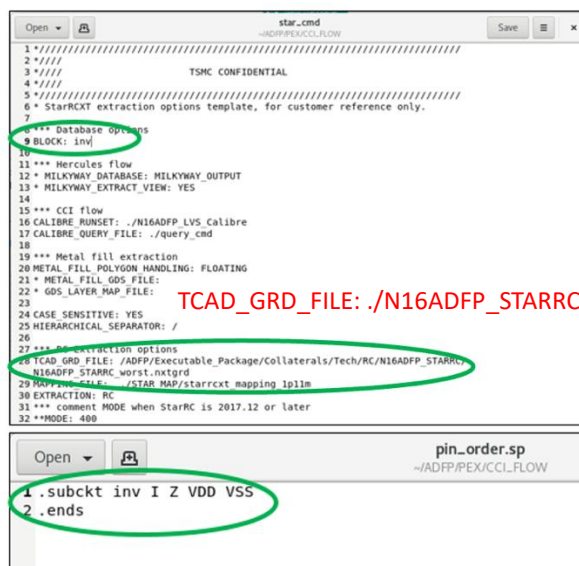 Open star_cmd Save
~/ADFP/PEX/CCI_FLOW
1 *//////////////////////////////////////////////////////////////////////
2 *////
3 *//// TSMC CONFIDENTIAL
4 *////
5 *//////////////////////////////////////////////////////////////////////
6 * StarRCXT extraction options template, for customer reference only.
7
8 *** Database options
9 BLOCK: inv
10
11 *** Hercules flow
12 * MILKYWAY_DATABASE: MILKYWAY_OUTPUT
13 * MILKYWAY_EXTRACT_VIEW: YES
14
15 *** CCI flow
16 CALIBRE_RUNSET: ./N16ADFP_LVS_Calibre
17 CALIBRE_QUERY_FILE: ./query_cmd
18
19 *** Metal fill extraction
20 METAL_FILL_POLYGON_HANDLING: FLOATING
21 * METAL_FILL_GDS_FILE:
22 * GDS_LAYER_MAP_FILE:
TCAD_GRD_FILE: ./N16ADFP_STARRC
23
24 CASE_SENSITIVE: YES
25 HIERARCHICAL_SEPARATOR: /
26
27 *** RC Extraction options
28 TCAD_GRD_FILE: /ADFP/Executable_Package/Collaterals/Tech/RC/N16ADFP_STARRC/
N16ADFP_STARRC_worst.nxtgrd
29 MAPPING_FILE: ../STAR_MAP/starrcxt_mapping_1p11m
30 EXTRACTION: RC
31 *** comment MODE when StarRC is 2017.12 or later
32 **MODE: 400
Open pin_order.sp
~/ADFP/PEX/CCI_FLOW
1 .subckt inv I Z VDD VSS
2 .ends